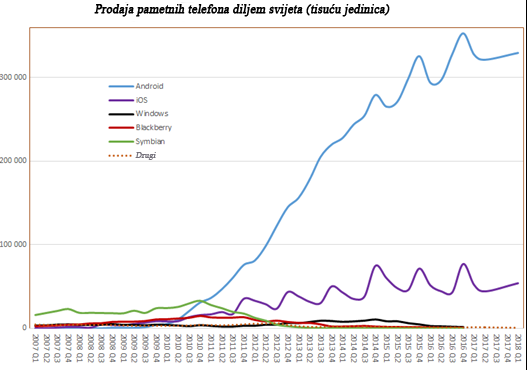 Prodaja pametnih telefona diljem svijeta (tisuću jedinica)
300 000
200 000
100 000
0
Android
iOS
Windows
Blackberry
Symbian
Drugi
2007 Q1
2007 Q2
2007 Q3
2007 Q4
2008 Q1
2008 Q2
2008 Q3
2008 Q4
2009 Q1
2009 Q2
2009 Q3
2009 Q4
2010 Q1
2010 Q2
2010 Q3
2010 Q4
2011 Q1
2011 Q2
2011 Q3
2011 Q4
2012 Q1
2012 Q2
2012 Q3
2012 Q4
2013 Q1
2013 Q2
2013 Q3
2013 Q4
2014 Q1
2014 Q2
2014 Q3
2014 Q4
2015 Q1
2015 Q2
2015 Q3
2015 Q4
2016 Q1
2016 Q2
2016 Q3
2016 Q4
2017 Q1
2017 Q2
2017 Q3
2017 Q4
2018 Q1